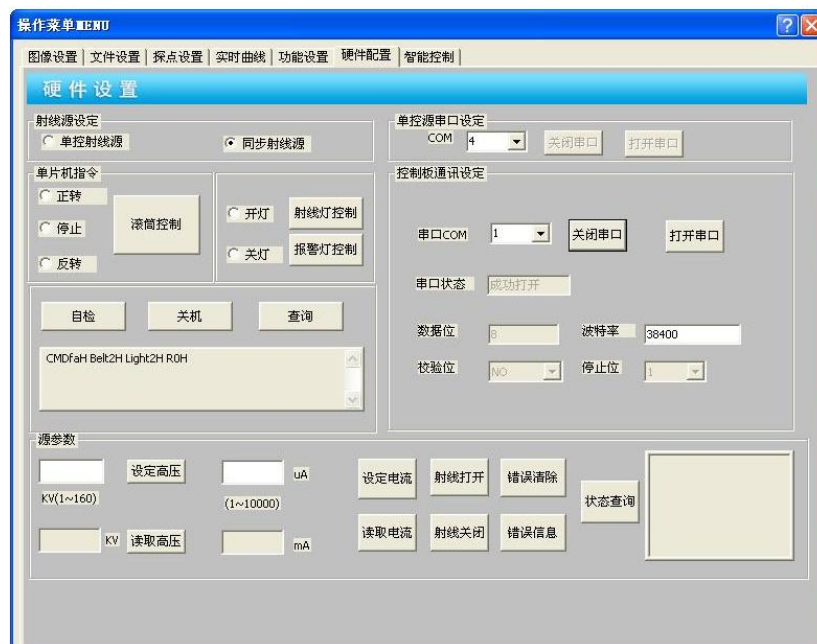 操作菜单MENU
图像设置 文件设置 探点设置 实时曲线 功能设置 硬件配置 智能控制
硬件设置
射线源设定
单控射线源 同步射线源
单控源串口设定
COM 4 关闭串口 打开串口
单片机指令
正转
停止
反转
滚筒控制
开灯 射线灯控制
关灯 报警灯控制
控制板通讯设定
串口COM 1 关闭串口 打开串口
串口状态 成功打开
数据位 8 波特率 38400
校验位 NO 停止位 1
自检 关机 查询
CMDfaH Belt2H Light2H R0H
源参数
设定高压 uA 设定电流 射线打开 错误清除
KV(1~160) (1~10000)
状态查询
KV 读取高压 mA 读取电流 射线关闭 错误信息